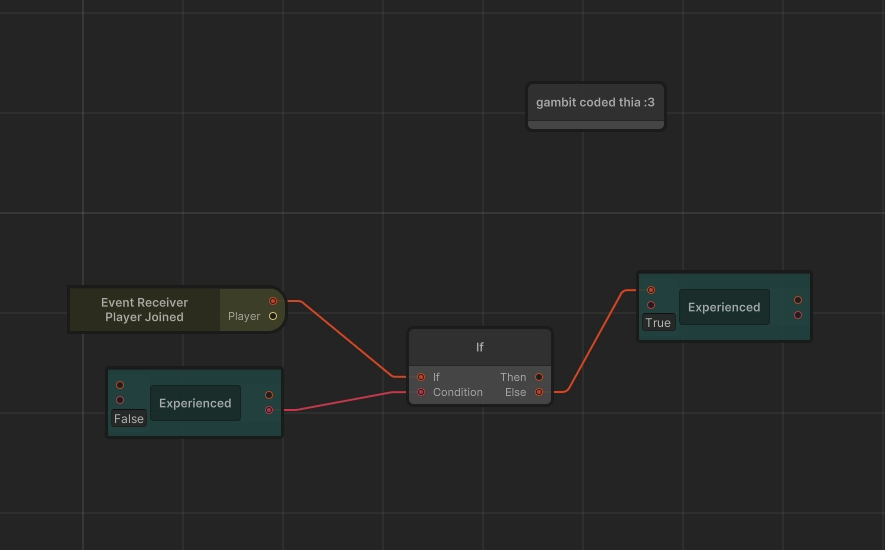 gambit coded thia :3
Event Receiver
Player Joined
Player
If
If
Then
Condition
Else
Experienced
True
Experienced
False